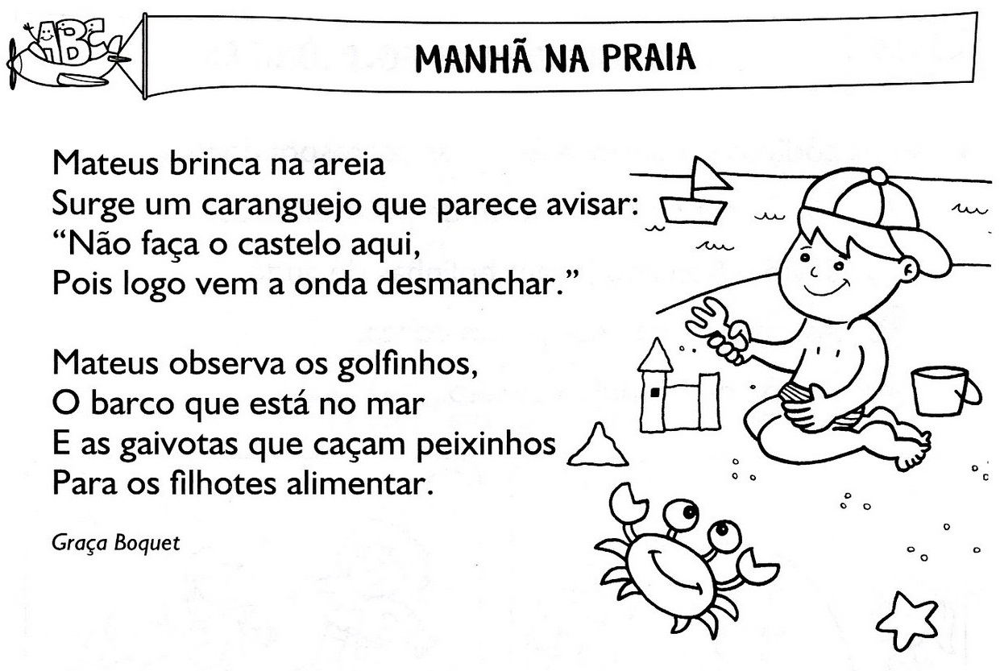 ABC
MANHÃ NA PRAIA
Mateus brinca na areia
Surge um caranguejo que parece avisar:
“Não faça o castelo aqui,
Pois logo vem a onda desmanchar.”
Mateus observa os golfinhos,
O barco que está no mar
E as gaivotas que caçam peixinhos
Para os filhotes alimentar.
Graça Boquet